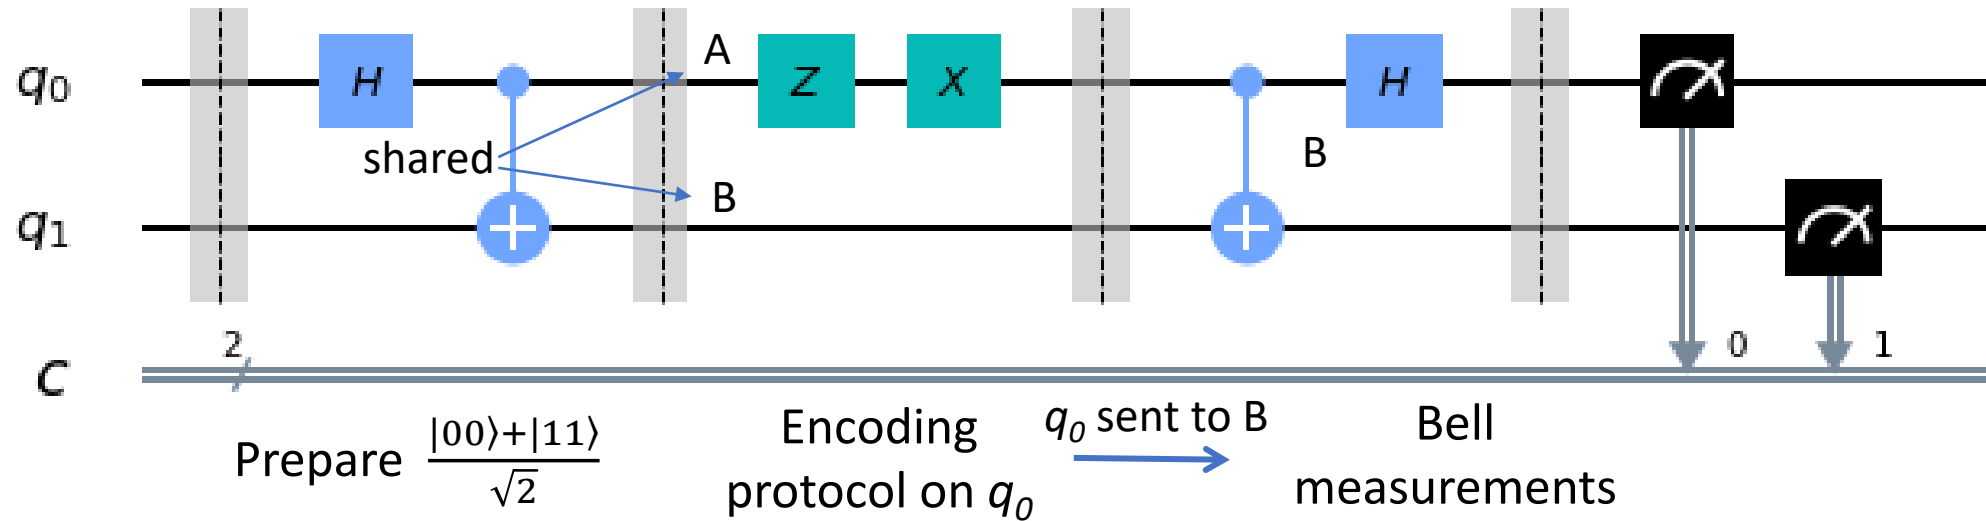 A
q₀ H Z X H
shared B
B
q₁
2 0 1
C
Prepare |00⟩+|11⟩ / √2
Encoding
protocol on q₀
q₀ sent to B
Bell
measurements